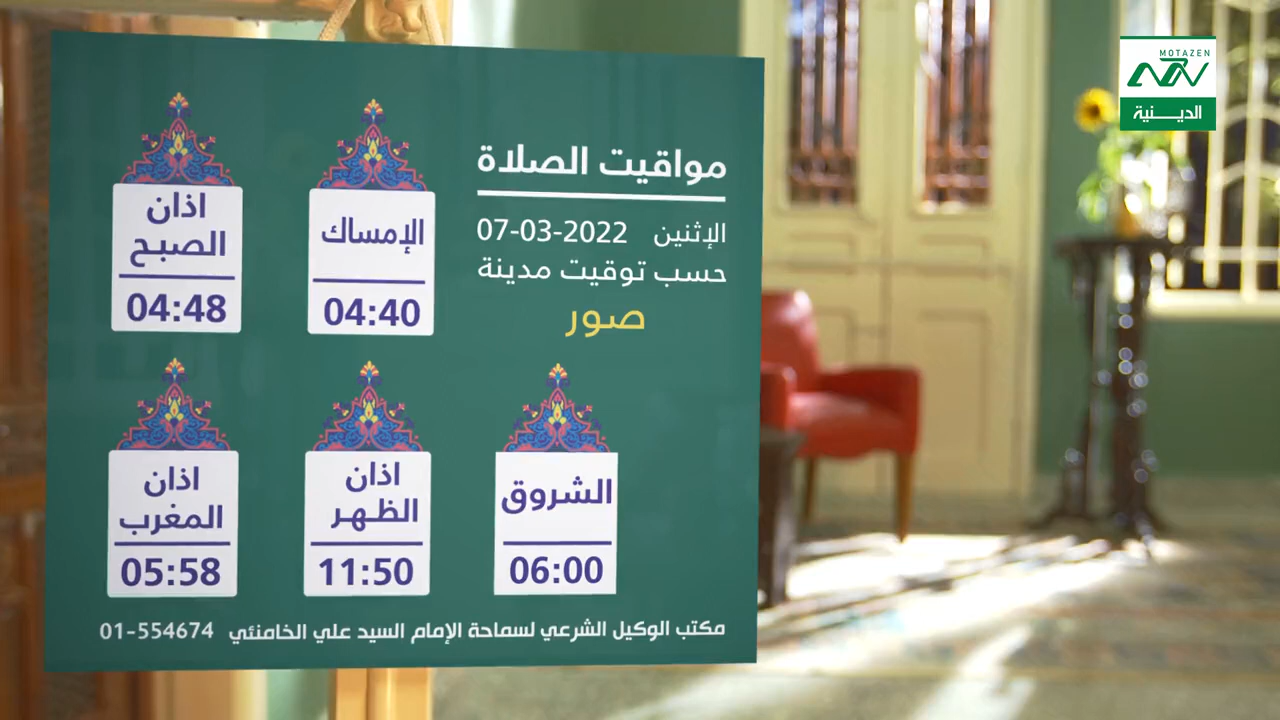 MOTAZEN
الدينية
مواقيت الصلاة
الإثنين 07-03-2022
حسب توقيت مدينة
صور
الإمساك
04:40
اذان
الصبح
04:48
الشروق
06:00
اذان
الظهر
11:50
اذان
المغرب
05:58
مكتب الوكيل الشرعي لسماحة الإمام السيد علي الخامنئي 01-554674